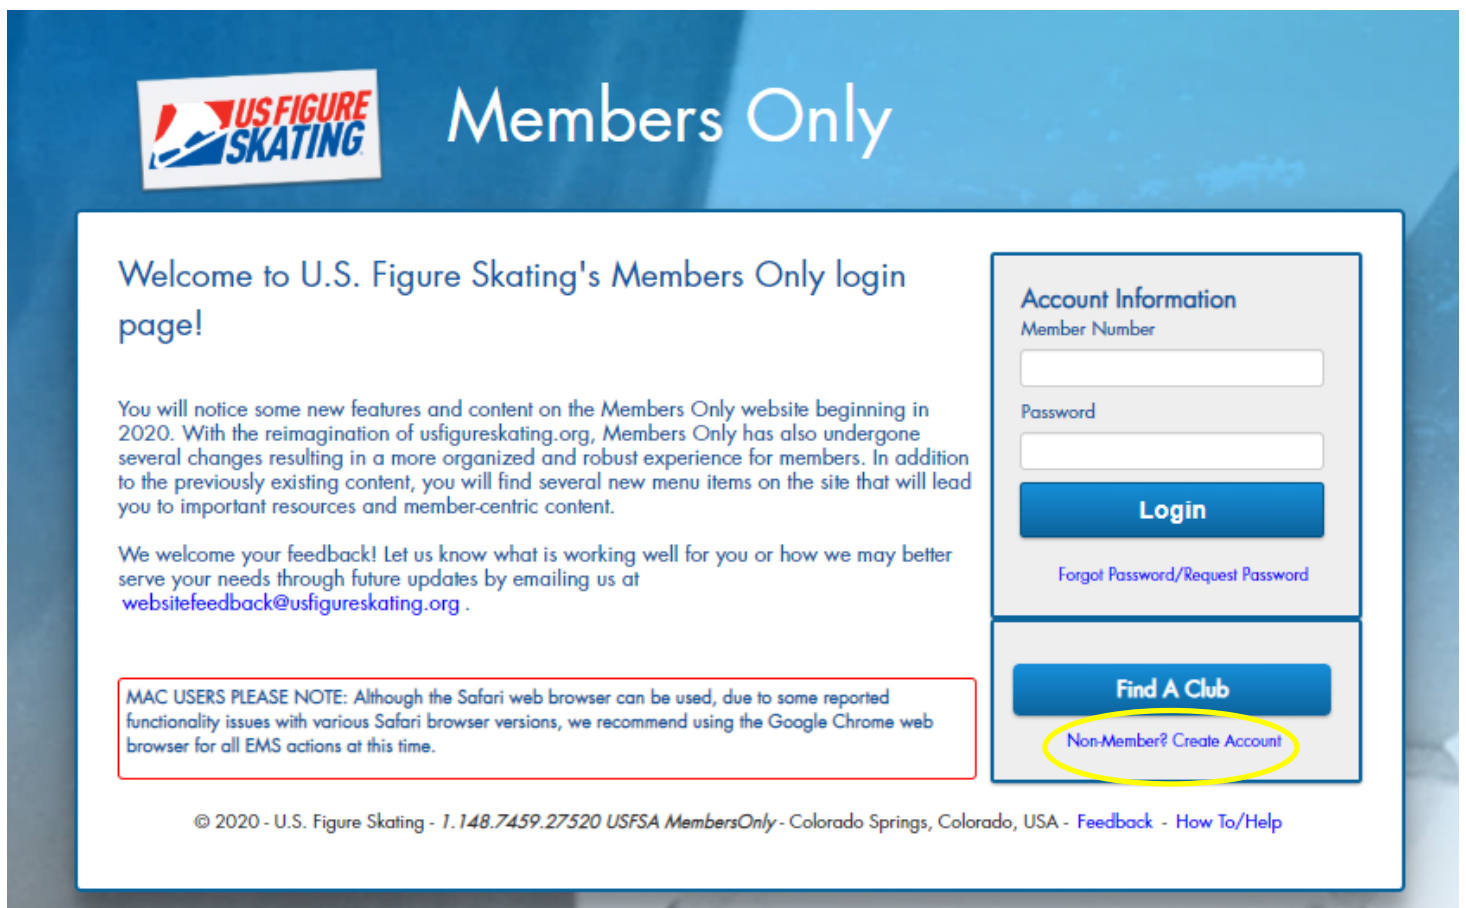 US FIGURE
SKATING
Members Only
Welcome to U.S. Figure Skating's Members Only login
page!
You will notice some new features and content on the Members Only website beginning in
2020. With the reimagination of usfigureskating.org, Members Only has also undergone
several changes resulting in a more organized and robust experience for members. In addition
to the previously existing content, you will find several new menu items on the site that will lead
you to important resources and member-centric content.
We welcome your feedback! Let us know what is working well for you or how we may better
serve your needs through future updates by emailing us at
websitefeedback@usfigureskating.org .
MAC USERS PLEASE NOTE: Although the Safari web browser can be used, due to some reported
functionality issues with various Safari browser versions, we recommend using the Google Chrome web
browser for all EMS actions at this time.
Account Information
Member Number
Password
Login
Forgot Password/Request Password
Find A Club
Non-Member? Create Account
© 2020 - U.S. Figure Skating - 1.148.7459.27520 USFSA MembersOnly - Colorado Springs, Colorado, USA - Feedback - How To/Help